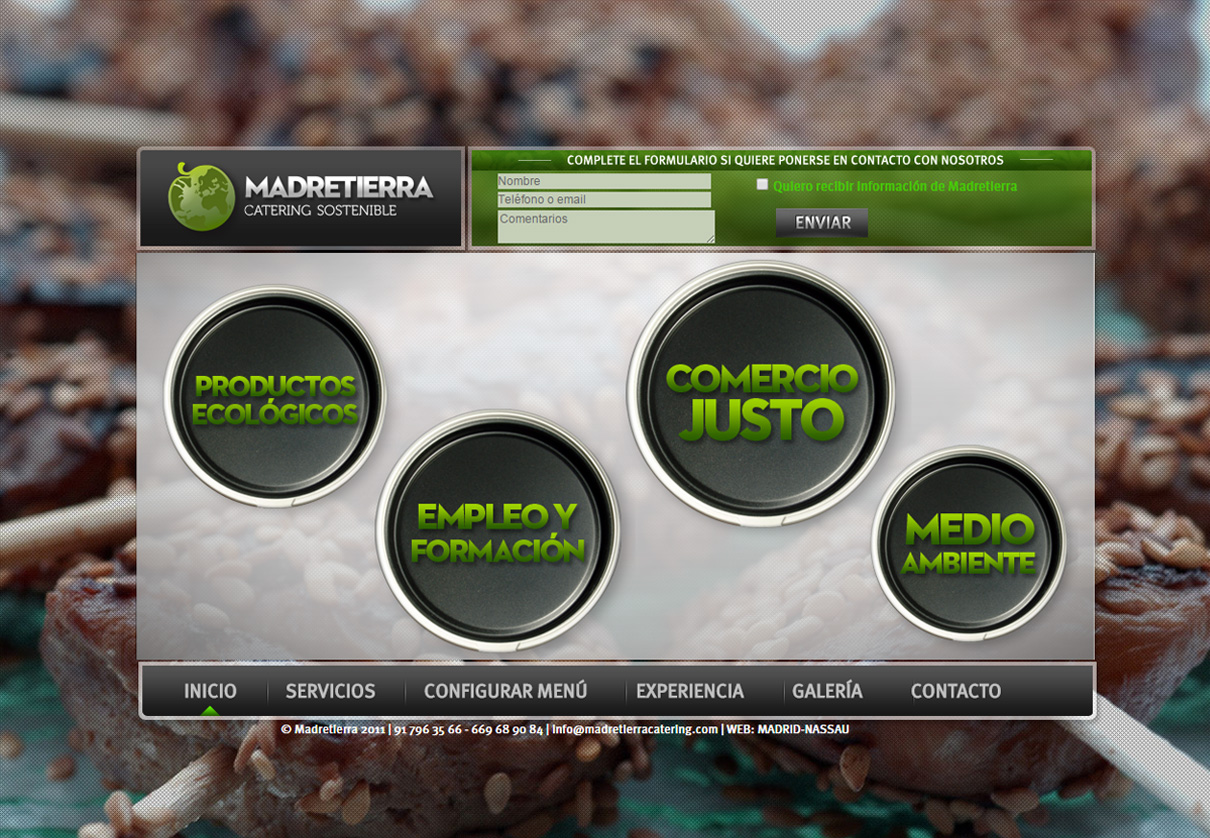 MADRETIERRA
CATERING SOSTENIBLE
COMPLETE EL FORMULARIO SI QUIERE PONERSE EN CONTACTO CON NOSOTROS
Nombre
Teléfono o email
Comentarios
Quiero recibir información de Madretierra
ENVIAR
PRODUCTOS
ECOLÓGICOS
EMPLEO Y
FORMACIÓN
COMERCIO
JUSTO
MEDIO
AMBIENTE
INICIO SERVICIOS CONFIGURAR MENÚ EXPERIENCIA GALERÍA CONTACTO
© Madretierra 2011 | 91 796 35 66 - 669 68 90 84 | info@madretierracatering.com | WEB: MADRID-NASSAU